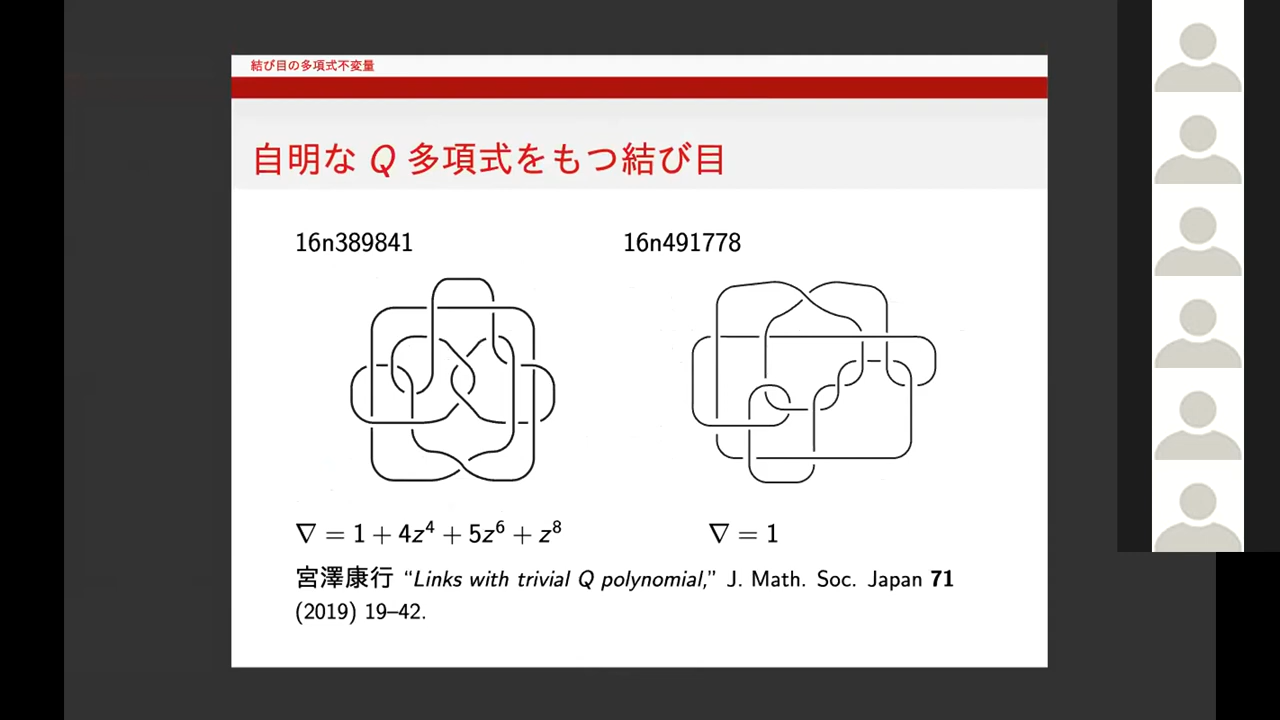 結び目の多項式不変量
自明な Q 多項式をもつ結び目
16n389841
16n491778
∇ = 1 + 4z⁴ + 5z⁶ + z⁸
∇ = 1
宮澤康行 “Links with trivial Q polynomial,” J. Math. Soc. Japan 71
(2019) 19–42.